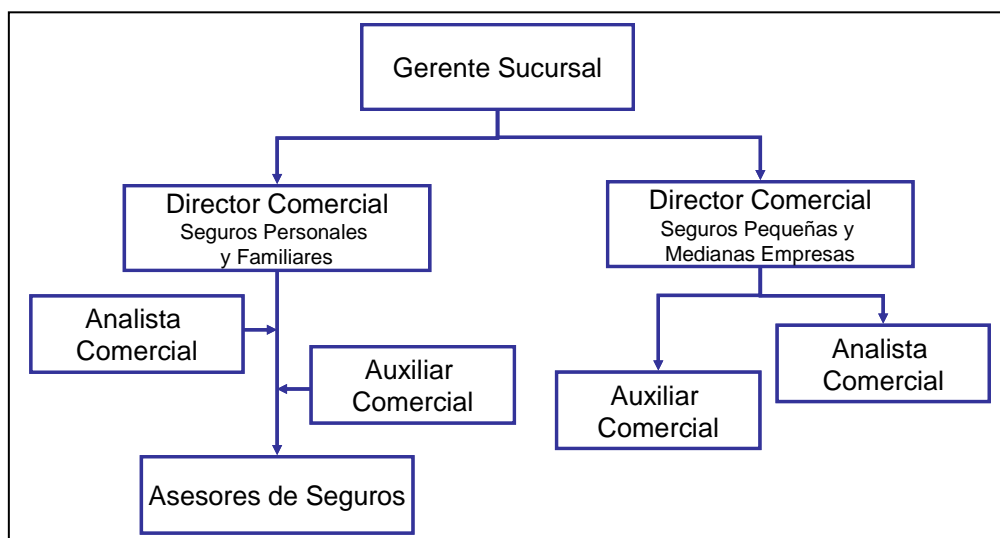 Gerente Sucursal
Director Comercial
Seguros Personales
y Familiares
Director Comercial
Seguros Pequeñas y
Medianas Empresas
Analista
Comercial
Auxiliar
Comercial
Auxiliar
Comercial
Analista
Comercial
Asesores de Seguros